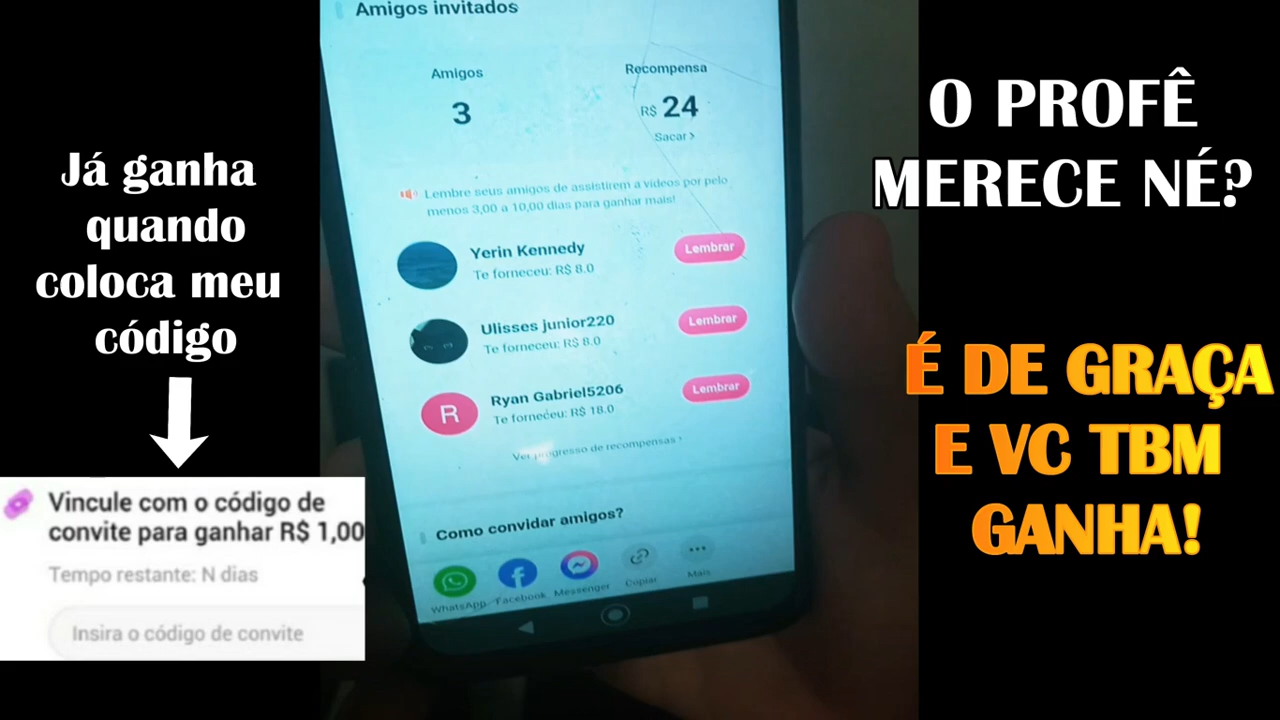 Já ganha
quando
coloca meu
código
Vincule com o código de
convite para ganhar R$ 1,00
Tempo restante: N dias
Insira o código de convite
Amigos invitados
Amigos
Recompensa
3
R$ 24
Sacar >
Lembre seus amigos de assistirem a vídeos por pelo
menos 3,00 a 10,00 dias para ganhar mais!
Yerin Kennedy
Te forneceu: R$ 8.0
Lembrar
Ulisses junior220
Te forneceu: R$ 8.0
Lembrar
R
Ryan Gabriel5206
Te forneceu: R$ 18.0
Lembrar
Ver progresso de recompensas >
Como convidar amigos?
WhatsApp
Facebook
Messenger
Copiar
Mais
O PROFÊ
MERECE NÉ?
É DE GRAÇA
E VC TBM
GANHA!